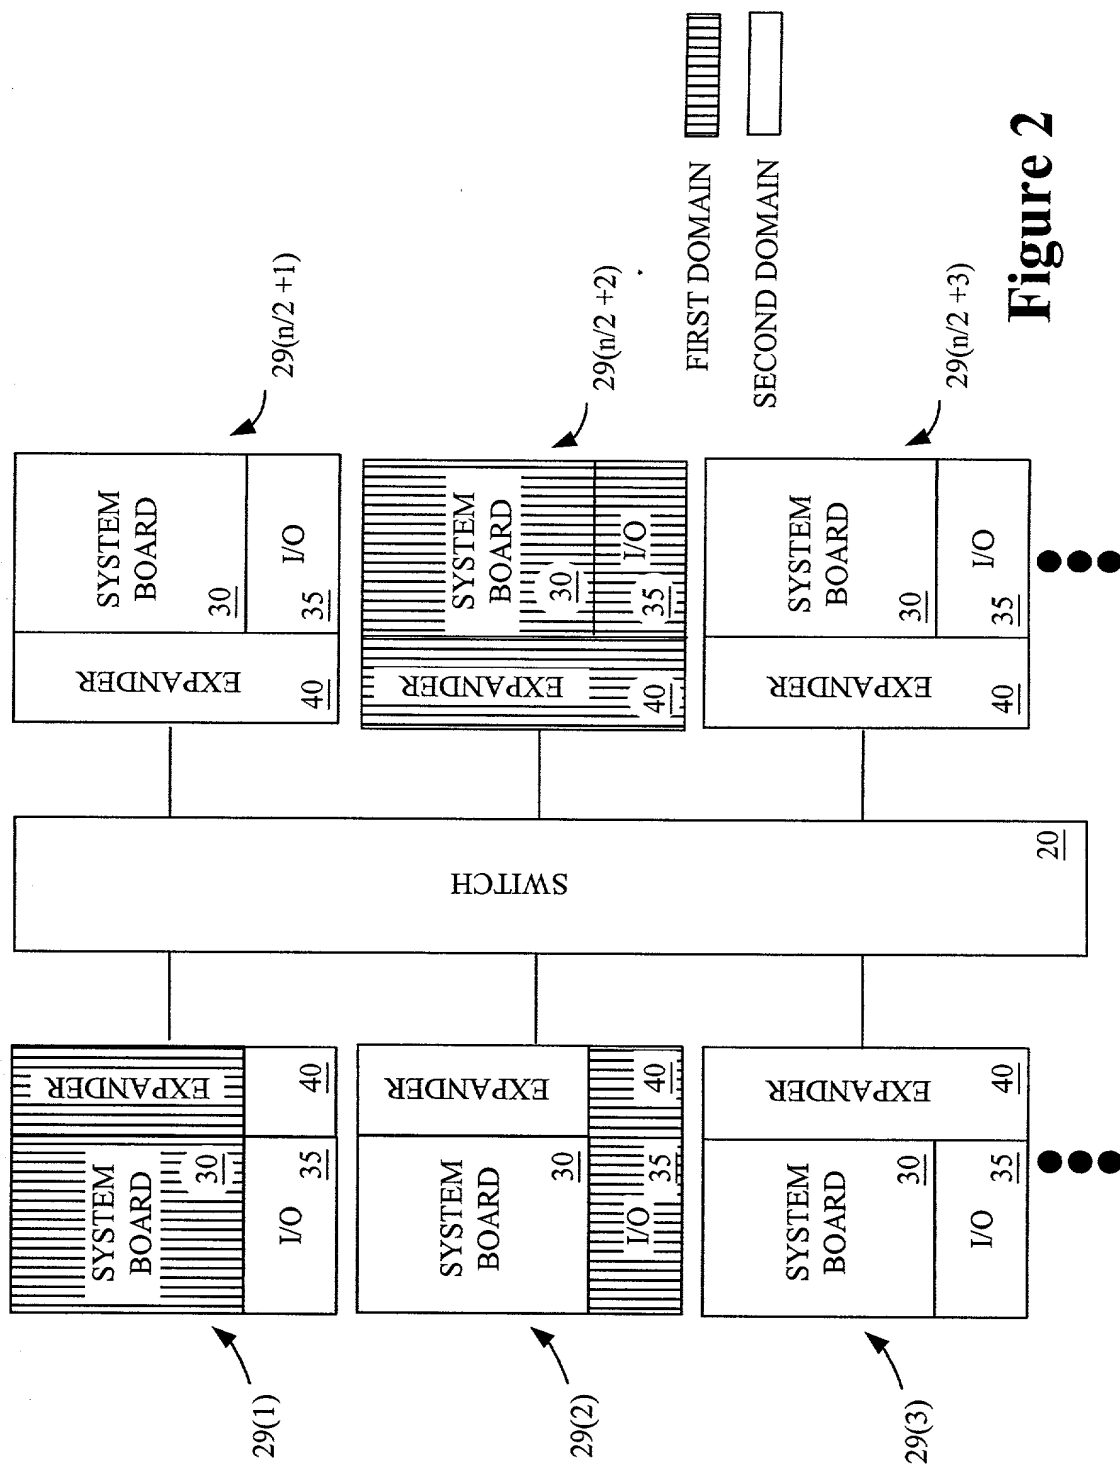 29(1)
SYSTEM
BOARD
30
I/O
35
EXPANDER
40
29(2)
SYSTEM
BOARD
30
I/O
35
EXPANDER
40
29(3)
SYSTEM
BOARD
30
I/O
35
EXPANDER
40
SWITCH
20
EXPANDER
40
SYSTEM
BOARD
30
I/O
35
29(n/2 +1)
EXPANDER
40
SYSTEM
BOARD
30
I/O
35
29(n/2 +2)
EXPANDER
40
SYSTEM
BOARD
30
I/O
35
29(n/2 +3)
FIRST DOMAIN
SECOND DOMAIN
Figure 2